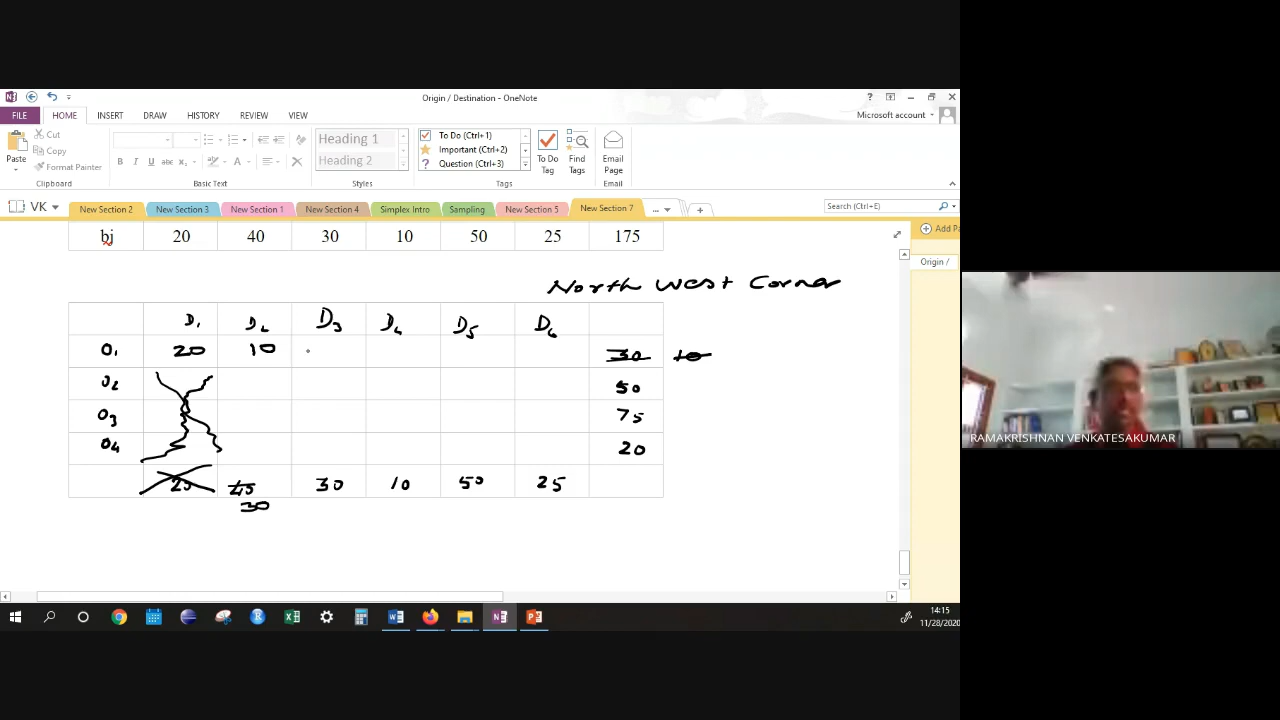 Origin / Destination - OneNote
FILE HOME INSERT DRAW HISTORY REVIEW VIEW Microsoft account
Paste
Cut
Copy
Format Painter
Clipboard
B I U abc
Basic Text
Heading 1
Heading 2
Styles
To Do (Ctrl+1)
Important (Ctrl+2)
Question (Ctrl+3)
Tags
To Do Tag
Find Tags
Email Page
Email
VK New Section 2 New Section 3 New Section 1 New Section 4 Simplex Intro Sampling New Section 5 New Section 7 ... Search (Ctrl+E)
Add Pa
Origin /
bj 20 40 30 10 50 25 175
North West Corner
D1 D2 D3 D4 D5 D6
O1 20 10 30 10
O2 50
O3 75
O4 20
20 40 30 10 50 25
30
RAMAKRISHNAN VENKATESAKUMAR
14:15
11/28/2020